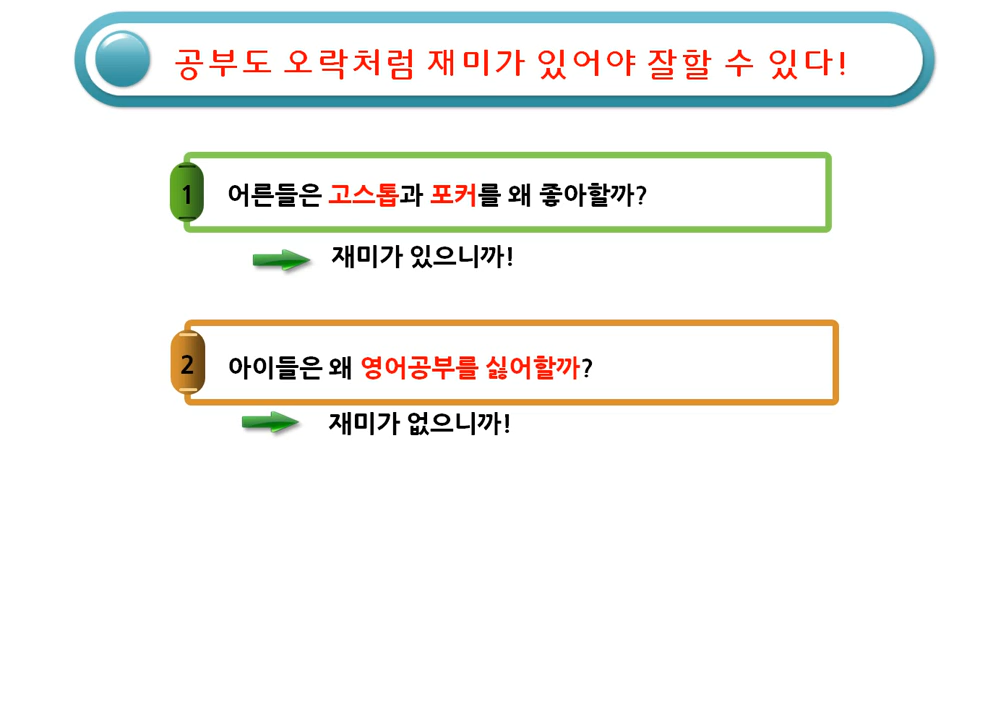 공부도 오락처럼 재미가 있어야 잘할 수 있다!
1 어른들은 고스톱과 포커를 왜 좋아할까?
재미가 있으니까!
2 아이들은 왜 영어공부를 싫어할까?
재미가 없으니까!